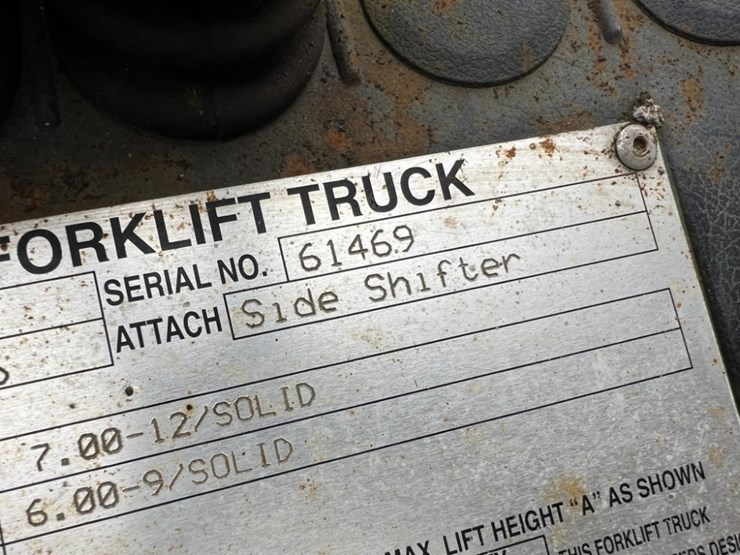 FORKLIFT TRUCK
SERIAL NO. 61469
ATTACH Side Shifter
7.00-12/SOLID
6.00-9/SOLID
MAX LIFT HEIGHT "A" AS SHOWN
THIS FORKLIFT TRUCK